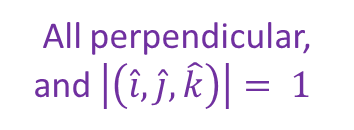 All perpendicular,
and |(î, ĵ, k̂)| = 1